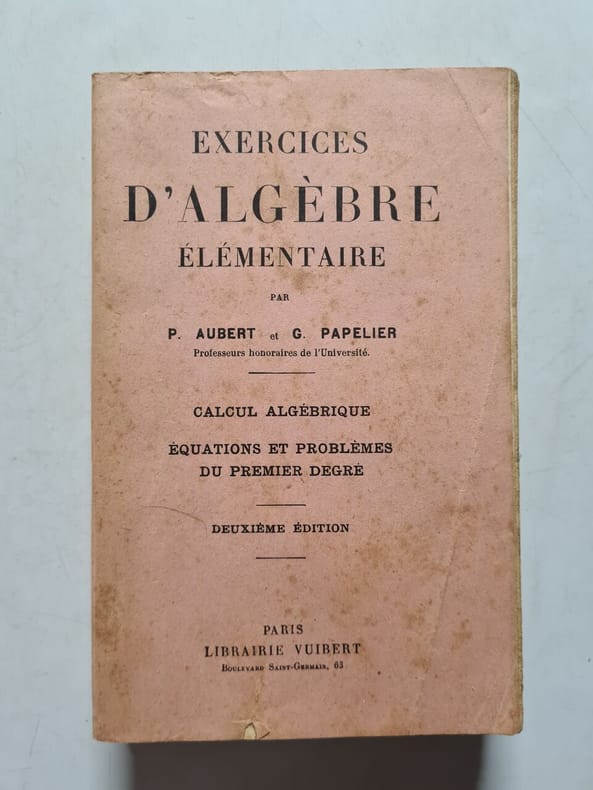 EXERCICES
D'ALGÈBRE
ÉLÉMENTAIRE
PAR
P. AUBERT et G. PAPELIER
Professeurs honoraires de l'Université.
CALCUL ALGÉBRIQUE
ÉQUATIONS ET PROBLÈMES
DU PREMIER DEGRÉ
DEUXIÈME ÉDITION
PARIS
LIBRAIRIE VUIBERT
BOULEVARD SAINT-GERMAIN, 63